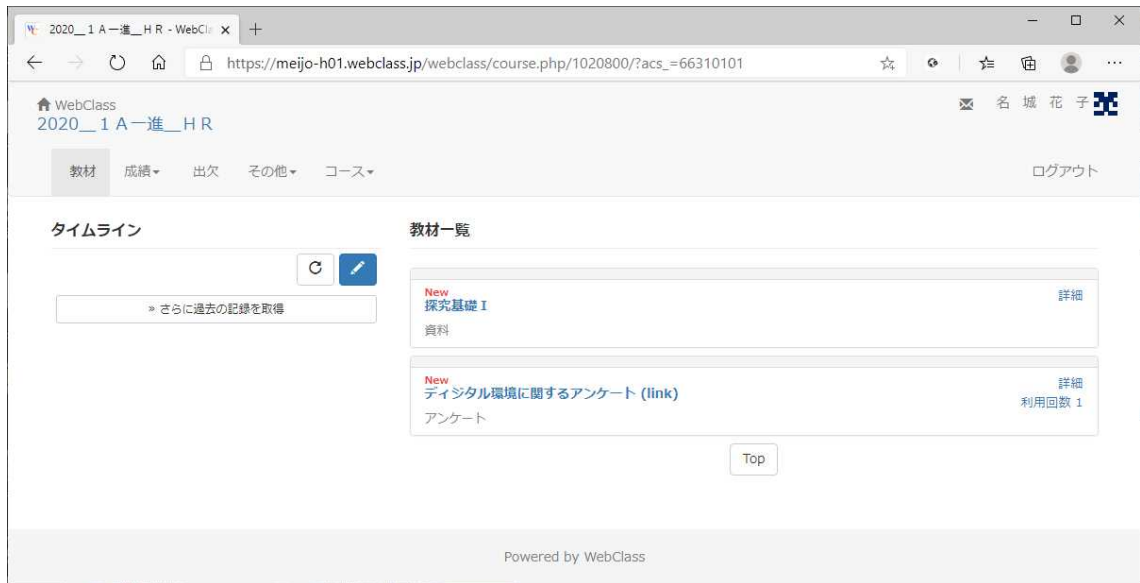 2020__１Ａ一進__ＨＲ - WebCla
https://meijo-h01.webclass.jp/webclass/course.php/1020800/?acs_=66310101
WebClass
名 城 花 子
2020__１Ａ一進__ＨＲ
教材 成績 出欠 その他 コース ログアウト
タイムライン
» さらに過去の記録を取得
教材一覧
New
探究基礎Ⅰ 詳細
資料
New
ディジタル環境に関するアンケート (link) 詳細
利用回数 1
アンケート
Top
Powered by WebClass